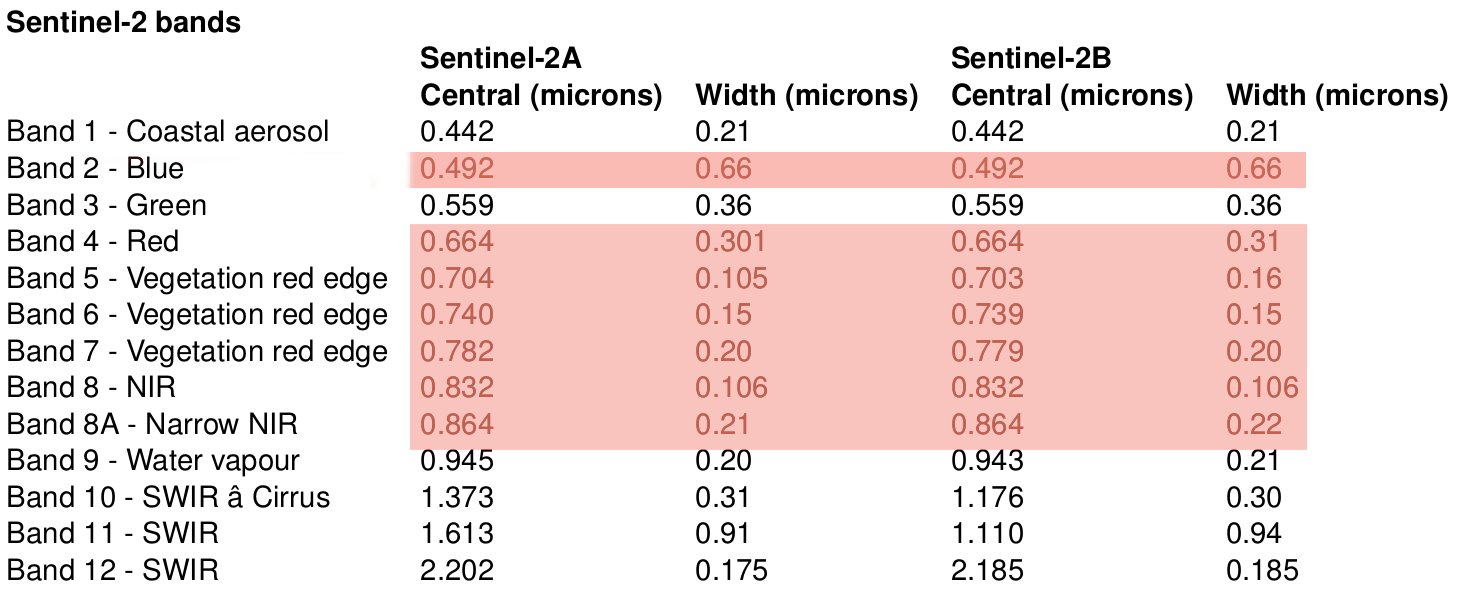 Sentinel-2 bands
Sentinel-2A Sentinel-2B
Central (microns) Width (microns) Central (microns) Width (microns)
Band 1 - Coastal aerosol 0.442 0.21 0.442 0.21
Band 2 - Blue 0.492 0.66 0.492 0.66
Band 3 - Green 0.559 0.36 0.559 0.36
Band 4 - Red 0.664 0.301 0.664 0.31
Band 5 - Vegetation red edge 0.704 0.105 0.703 0.16
Band 6 - Vegetation red edge 0.740 0.15 0.739 0.15
Band 7 - Vegetation red edge 0.782 0.20 0.779 0.20
Band 8 - NIR 0.832 0.106 0.832 0.106
Band 8A - Narrow NIR 0.864 0.21 0.864 0.22
Band 9 - Water vapour 0.945 0.20 0.943 0.21
Band 10 - SWIR â Cirrus 1.373 0.31 1.176 0.30
Band 11 - SWIR 1.613 0.91 1.110 0.94
Band 12 - SWIR 2.202 0.175 2.185 0.185